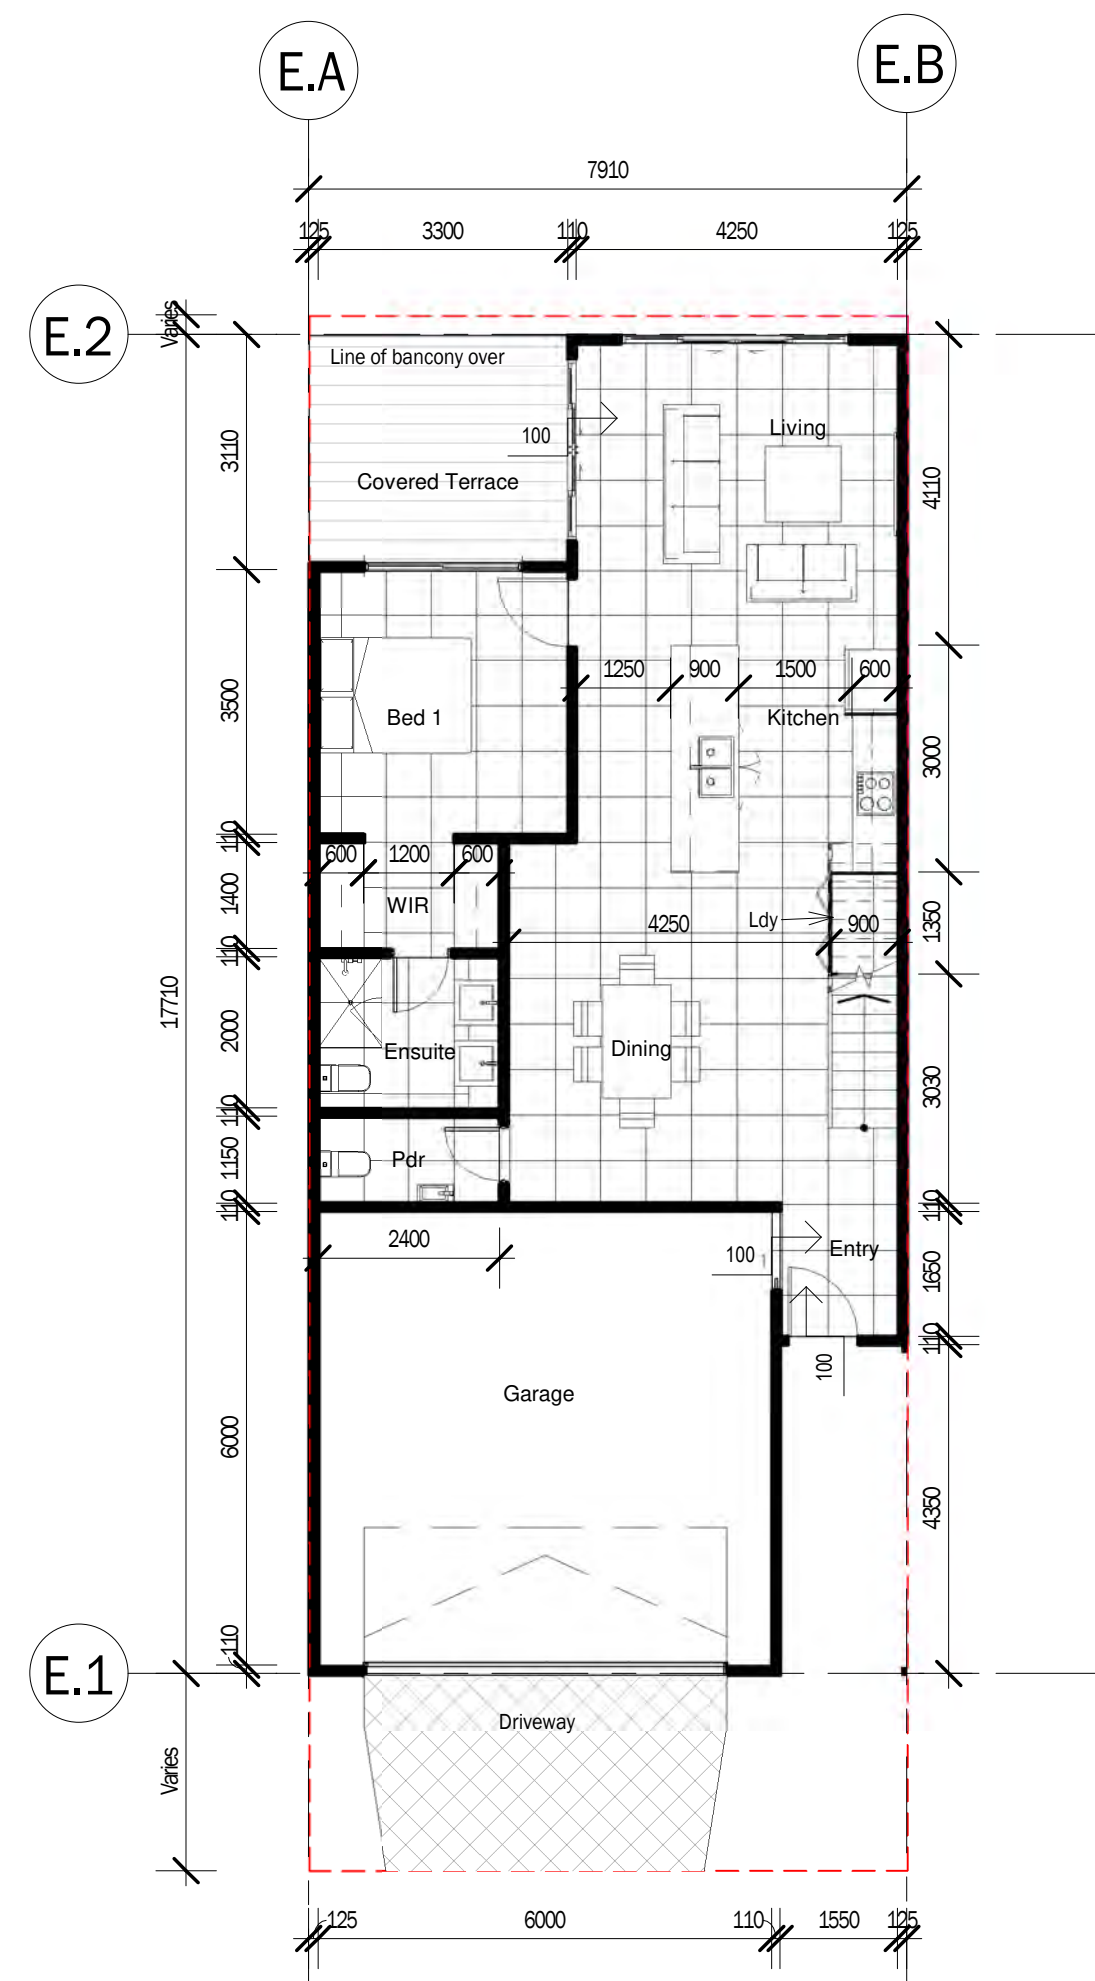 E.A
E.B
7910
125
3300
110
4250
125
Varies
E.2
Line of bancony over
100
Living
3110
Covered Terrace
4110
1250
900
1500
600
3500
Bed 1
Kitchen
3000
110
600
1200
600
1400
WIR
4250
Ldy
900
1350
110
17710
2000
Ensuite
Dining
3030
110
1150
Pdr
110
110
2400
100
Entry
1650
110
100
Garage
6000
4350
110
E.1
Driveway
Varies
125
6000
110
1550
125